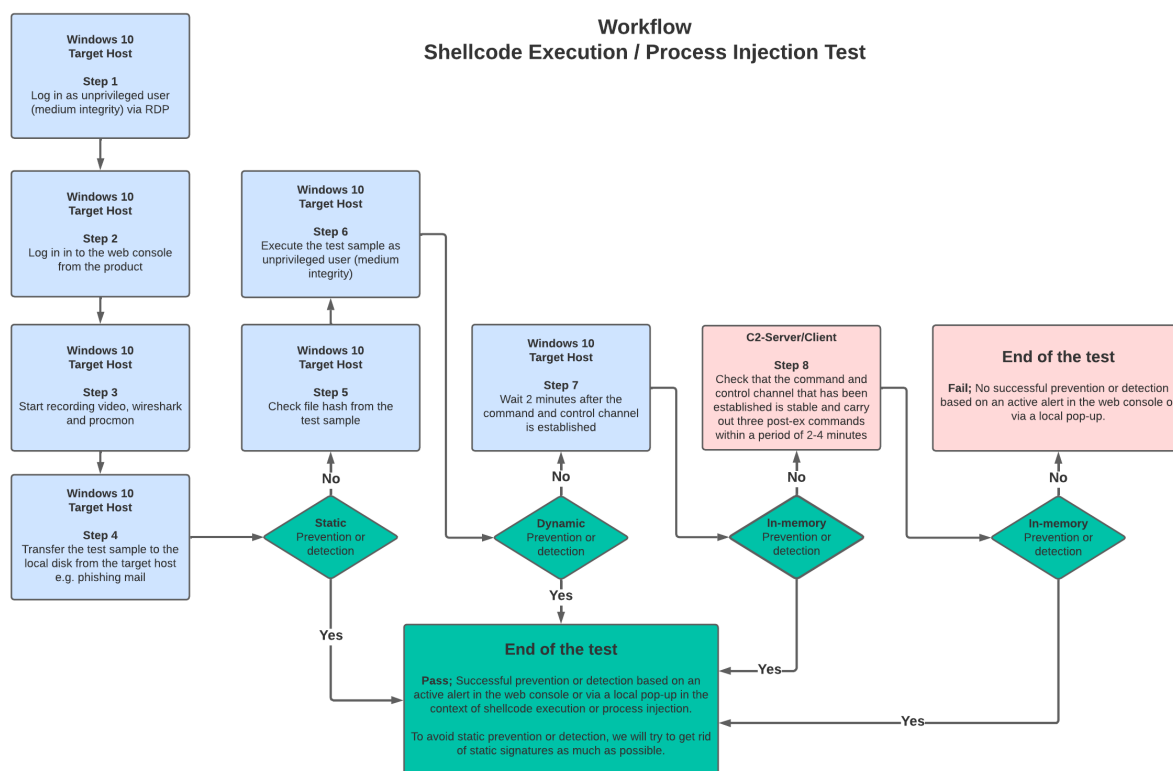 Workflow
Shellcode Execution / Process Injection Test
Windows 10
Target Host
Step 1
Log in as unprivileged user
(medium integrity) via RDP
Windows 10
Target Host
Step 2
Log in in to the web console
from the product
Windows 10
Target Host
Step 3
Start recording video, wireshark
and procmon
Windows 10
Target Host
Step 4
Transfer the test sample to the
local disk from the target host
e.g. phishing mail
Static
Prevention or
detection
No
Yes
Windows 10
Target Host
Step 5
Check file hash from the
test sample
Windows 10
Target Host
Step 6
Execute the test sample as
unprivileged user (medium
integrity)
Dynamic
Prevention or
detection
No
Yes
Windows 10
Target Host
Step 7
Wait 2 minutes after the
command and control channel
is established
In-memory
Prevention or
detection
No
Yes
C2-Server/Client
Step 8
Check that the command and
control channel that has been
established is stable and carry
out three post-ex commands
within a period of 2-4 minutes
In-memory
Prevention or
detection
No
Yes
End of the test
Fail; No successful prevention or detection
based on an active alert in the web console o
via a local pop-up.
End of the test
Pass; Successful prevention or detection based on an
active alert in the web console or via a local pop-up in the
context of shellcode execution or process injection.
To avoid static prevention or detection, we will try to get rid
of static signatures as much as possible.